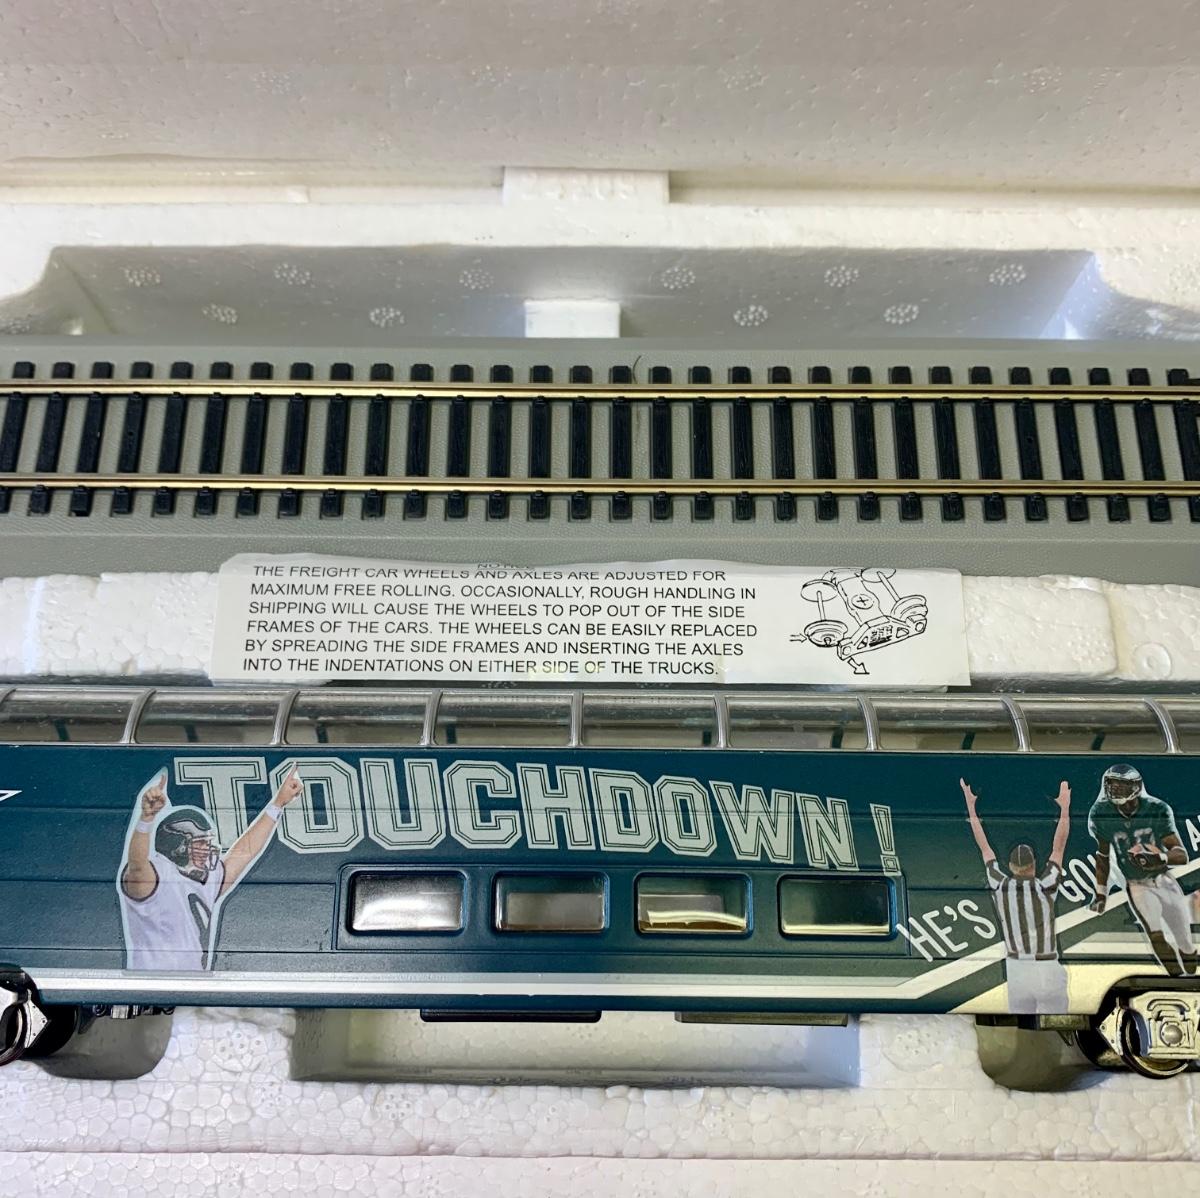 NOTICE
THE FREIGHT CAR WHEELS AND AXLES ARE ADJUSTED FOR
MAXIMUM FREE ROLLING. OCCASIONALLY, ROUGH HANDLING IN
SHIPPING WILL CAUSE THE WHEELS TO POP OUT OF THE SIDE
FRAMES OF THE CARS. THE WHEELS CAN BE EASILY REPLACED
BY SPREADING THE SIDE FRAMES AND INSERTING THE AXLES
INTO THE INDENTATIONS ON EITHER SIDE OF THE TRUCKS.
TOUCHDOWN!
HE'S